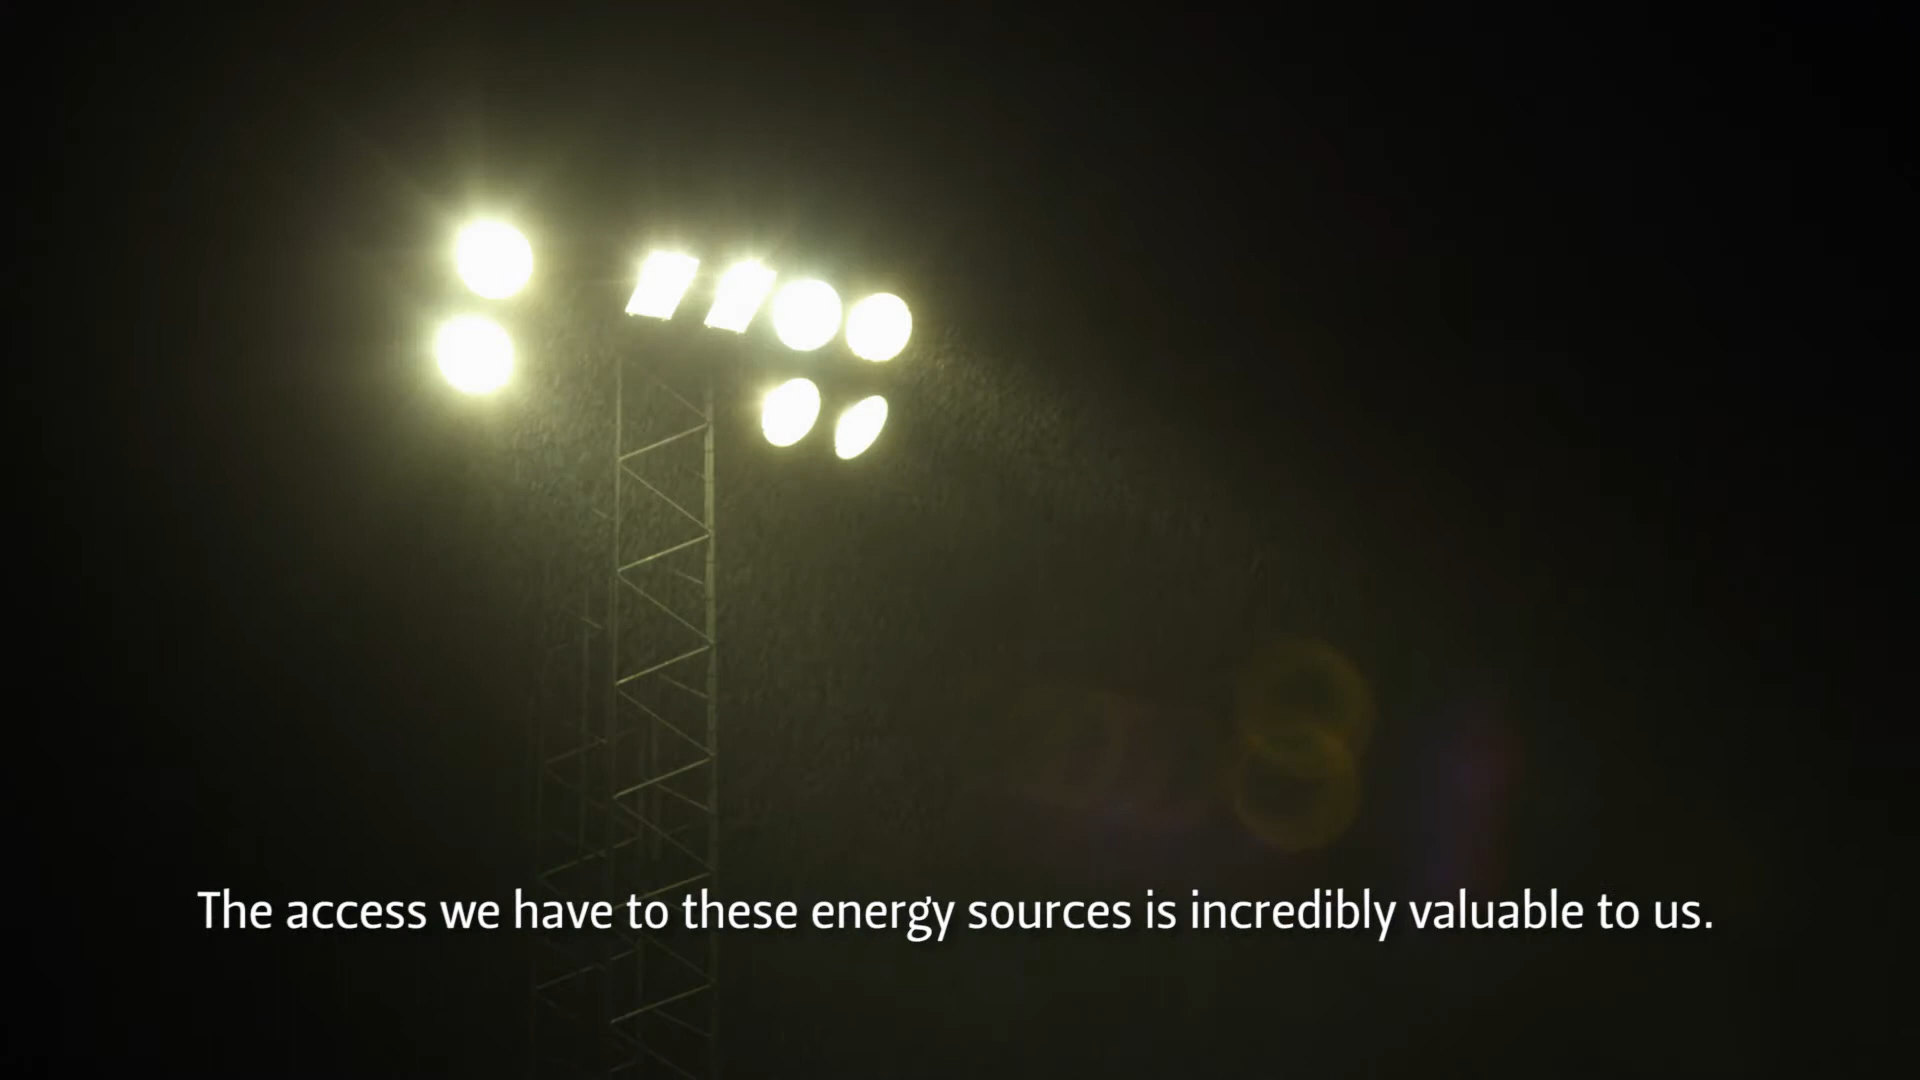 The access we have to these energy sources is incredibly valuable to us.